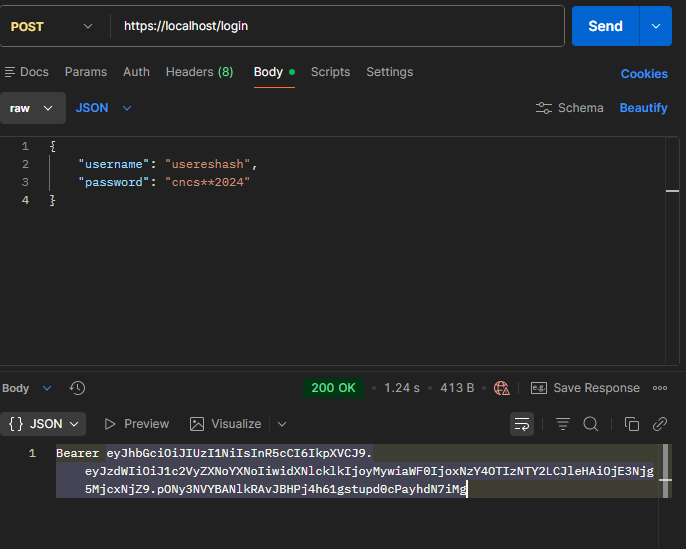 POST https://localhost/login Send
Docs Params Auth Headers (8) Body Scripts Settings Cookies
raw JSON Schema Beautify
1 {
2 "username": "usereshash",
3 "password": "cncs**2024"
4 }
Body 200 OK 1.24 s 413 B e.g. Save Response
{} JSON Preview Visualize
1 Bearer eyJhbGciOiJIUzI1NiIsInR5cCI6IkpXVCJ9.
eyJzdWIiOiJ1c2VyZXNoYXNoIiwidXNlcklkIjoyMywiaWF0IjoxNzY4OTIzNTY2LCJleHAiOjE3Njg
5MjcxNjZ9.pONy3NVYBANlkRAvJBHPj4h61gstupd0cPayhdN7iMg